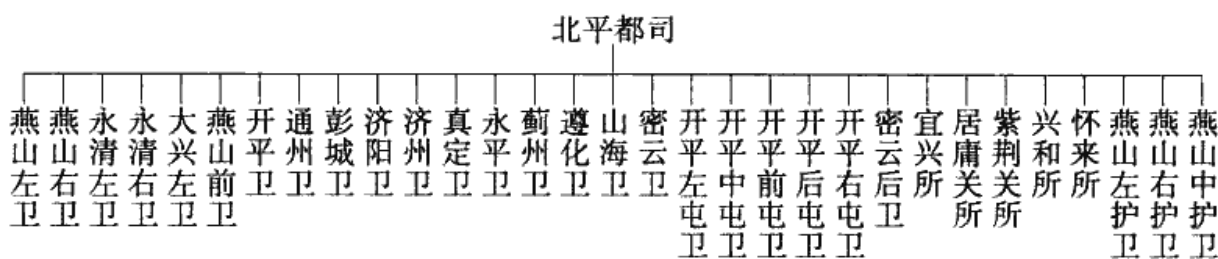 北平都司
燕山左卫
燕山右卫
永清左卫
永清右卫
大兴左卫
燕山前卫
开平卫
通州卫
彭城卫
济阳卫
济州卫
真定卫
永平卫
蓟州卫
遵化卫
山海卫
密云卫
开平左屯卫
开平中屯卫
开平前屯卫
开平后屯卫
开平右屯卫
密云后卫
宜兴所
居庸关所
紫荆关所
兴和所
怀来所
燕山左护卫
燕山右护卫
燕山中护卫